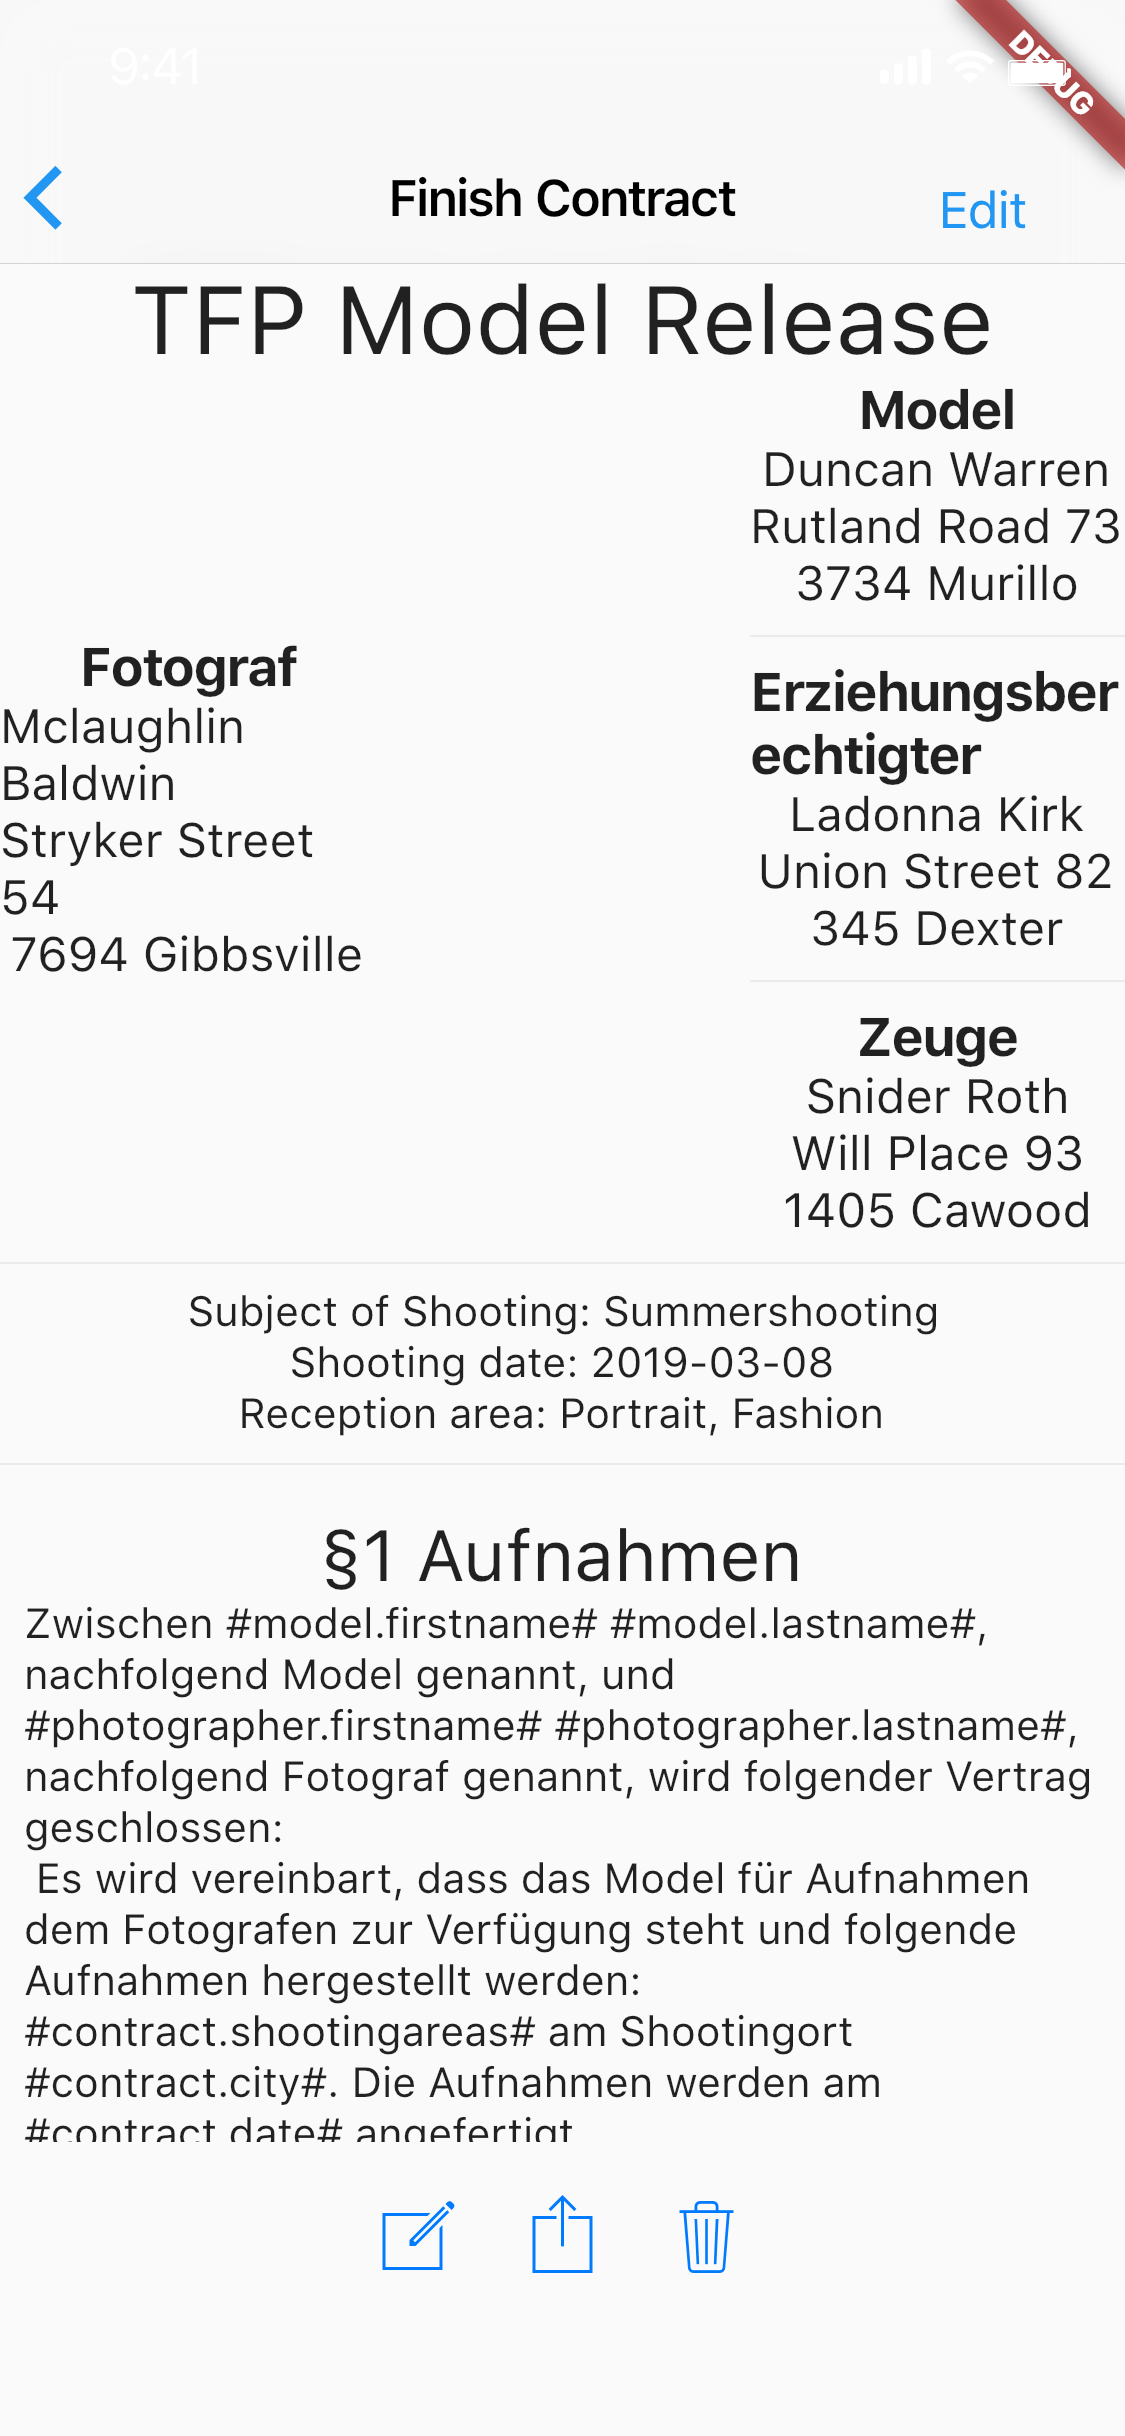 9:41
DEBUG
Finish Contract
Edit
TFP Model Release
Model
Duncan Warren
Rutland Road 73
3734 Murillo
Fotograf
Mclaughlin
Baldwin
Stryker Street
54
7694 Gibbsville
Erziehungsber
echtigter
Ladonna Kirk
Union Street 82
345 Dexter
Zeuge
Snider Roth
Will Place 93
1405 Cawood
Subject of Shooting: Summershooting
Shooting date: 2019-03-08
Reception area: Portrait, Fashion
§1 Aufnahmen
Zwischen #model.firstname# #model.lastname#,
nachfolgend Model genannt, und
#photographer.firstname# #photographer.lastname#,
nachfolgend Fotograf genannt, wird folgender Vertrag
geschlossen:
Es wird vereinbart, dass das Model für Aufnahmen
dem Fotografen zur Verfügung steht und folgende
Aufnahmen hergestellt werden:
#contract.shootingareas# am Shootingort
#contract.city#. Die Aufnahmen werden am
#contract.date# angefertigt